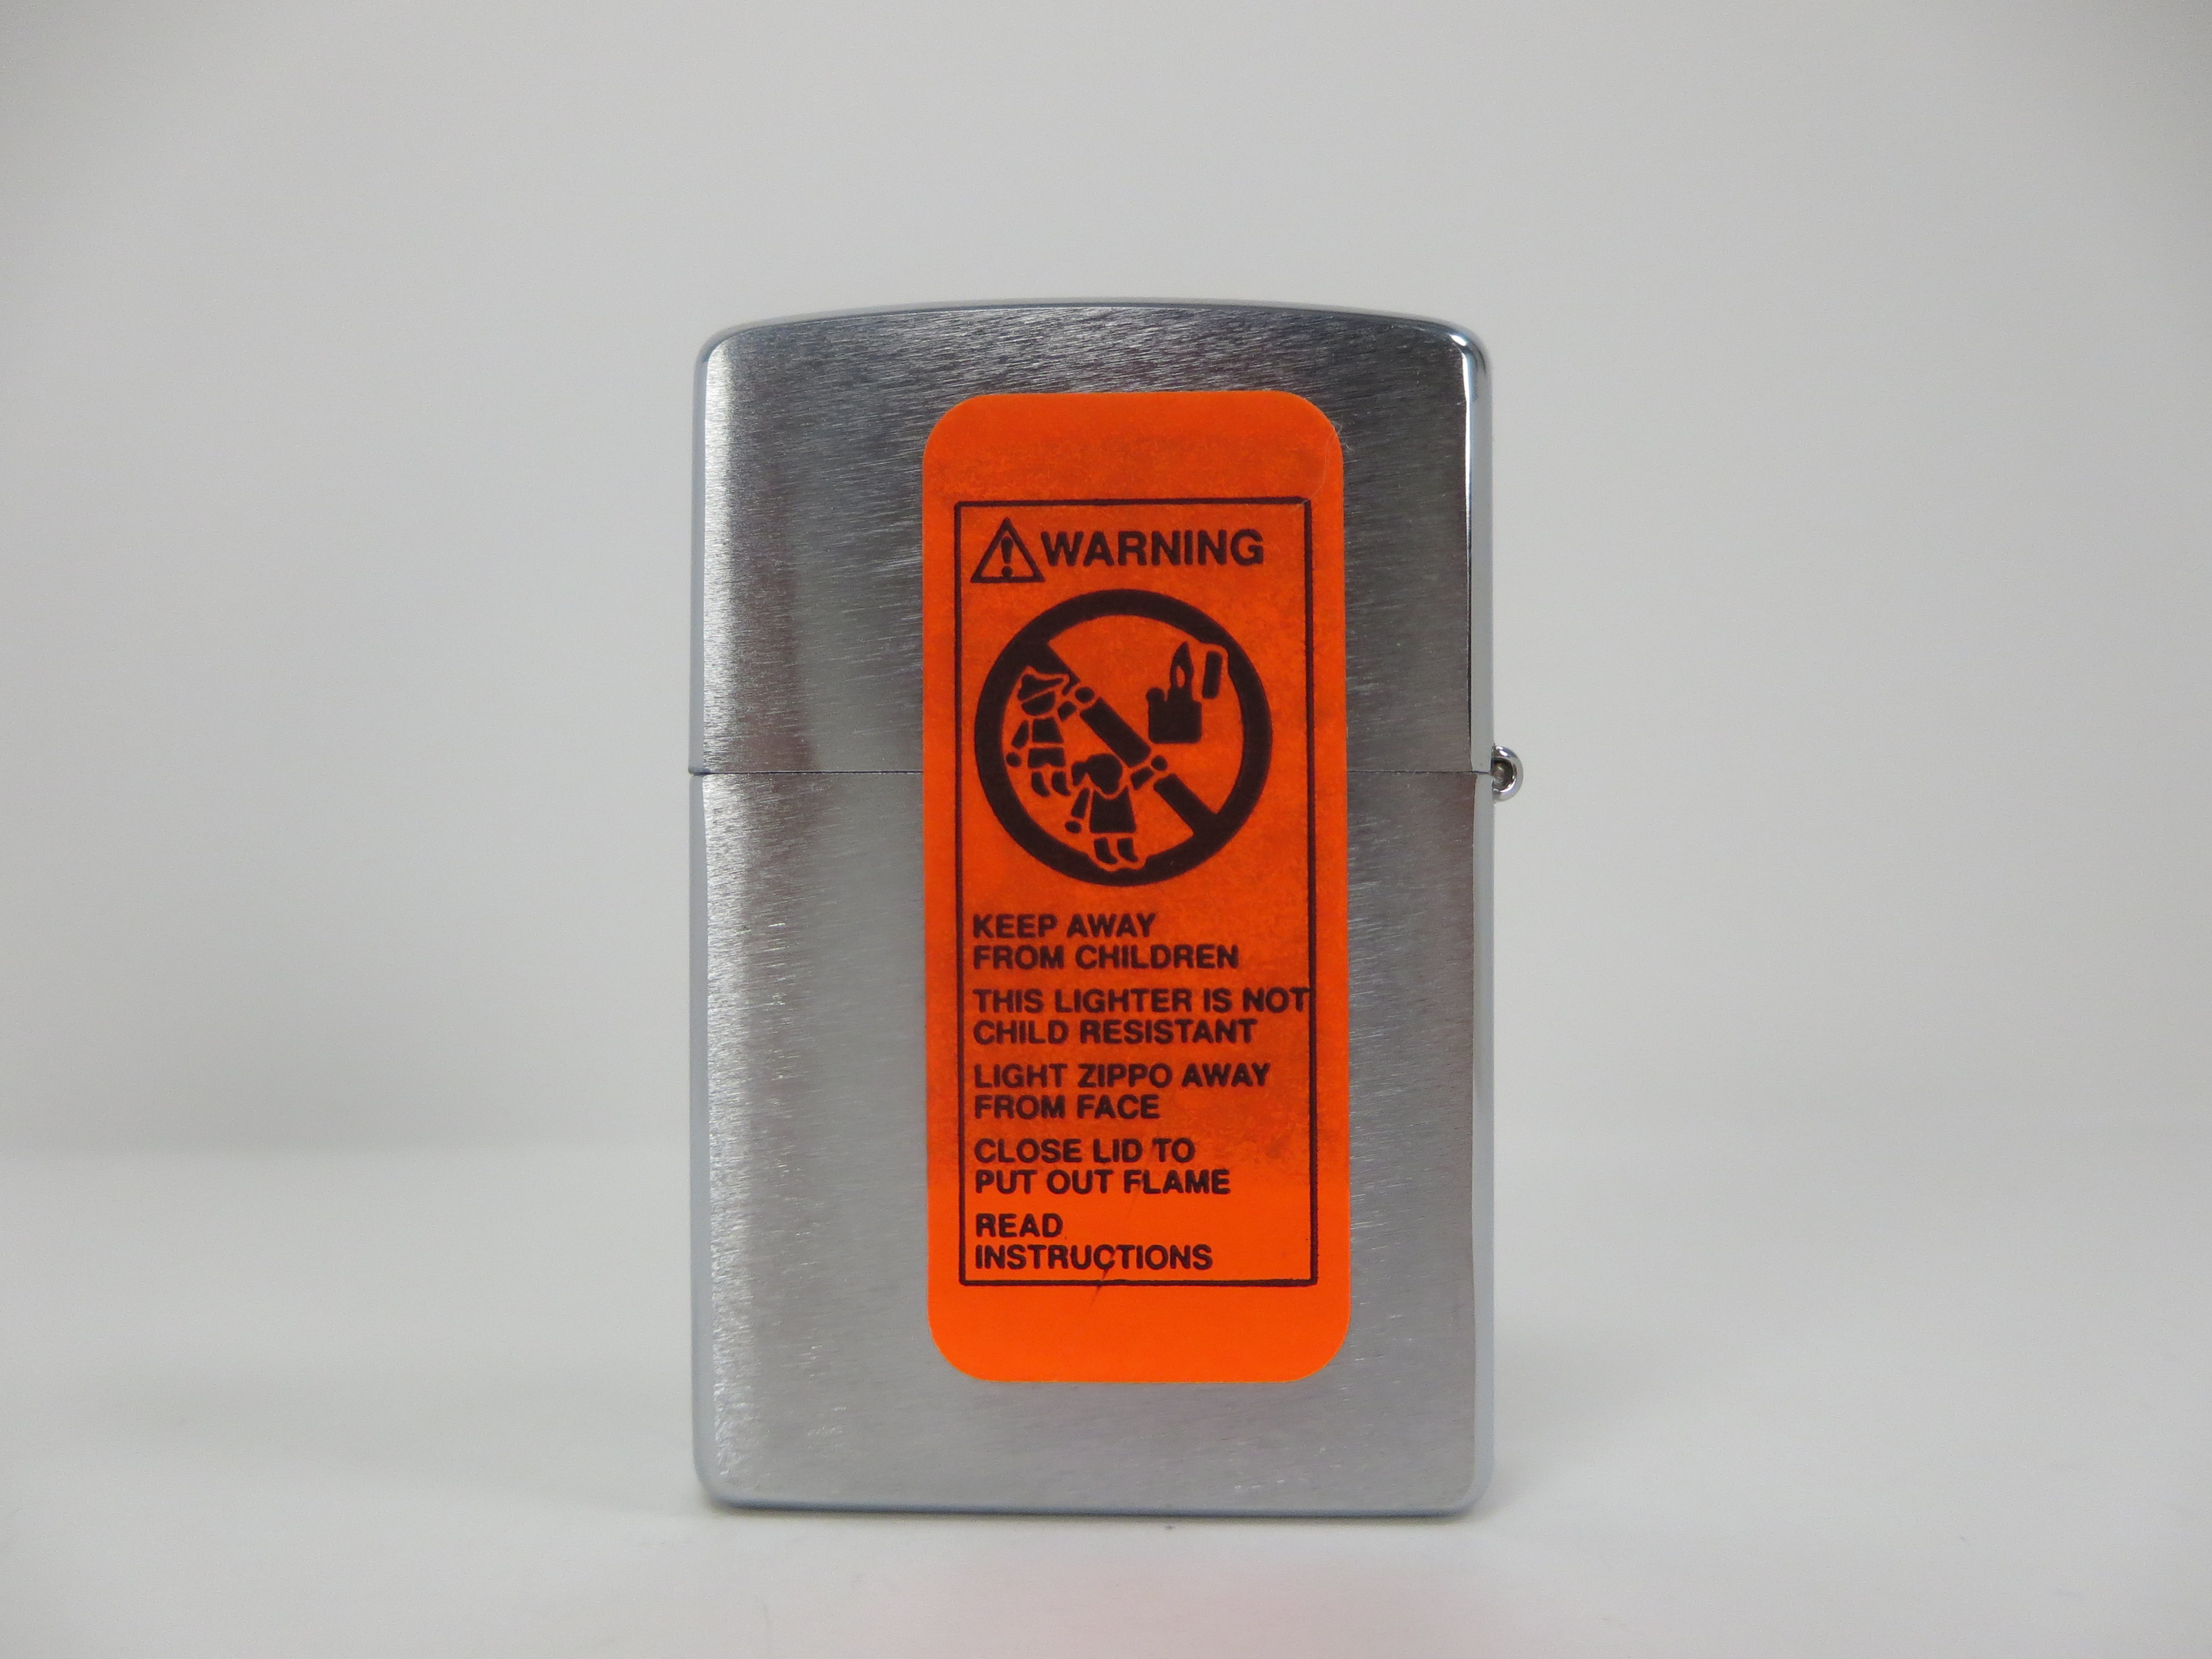 WARNING
KEEP AWAY
FROM CHILDREN
THIS LIGHTER IS NOT
CHILD RESISTANT
LIGHT ZIPPO AWAY
FROM FACE
CLOSE LID TO
PUT OUT FLAME
READ
INSTRUCTIONS